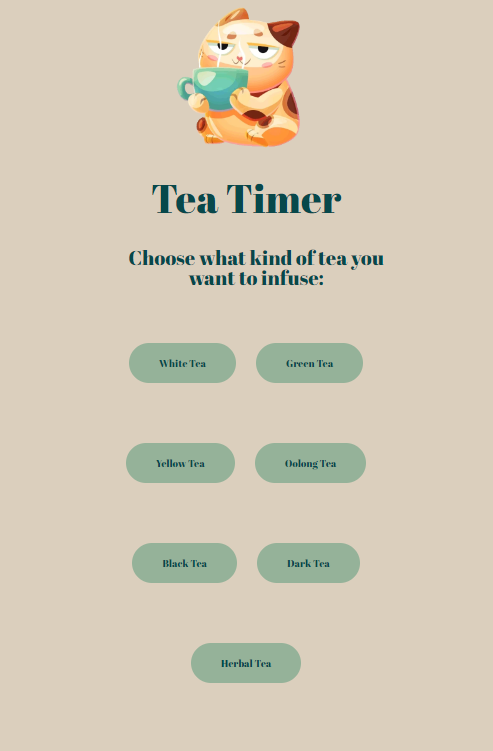 Tea Timer
Choose what kind of tea you
want to infuse:
White Tea
Green Tea
Yellow Tea
Oolong Tea
Black Tea
Dark Tea
Herbal Tea